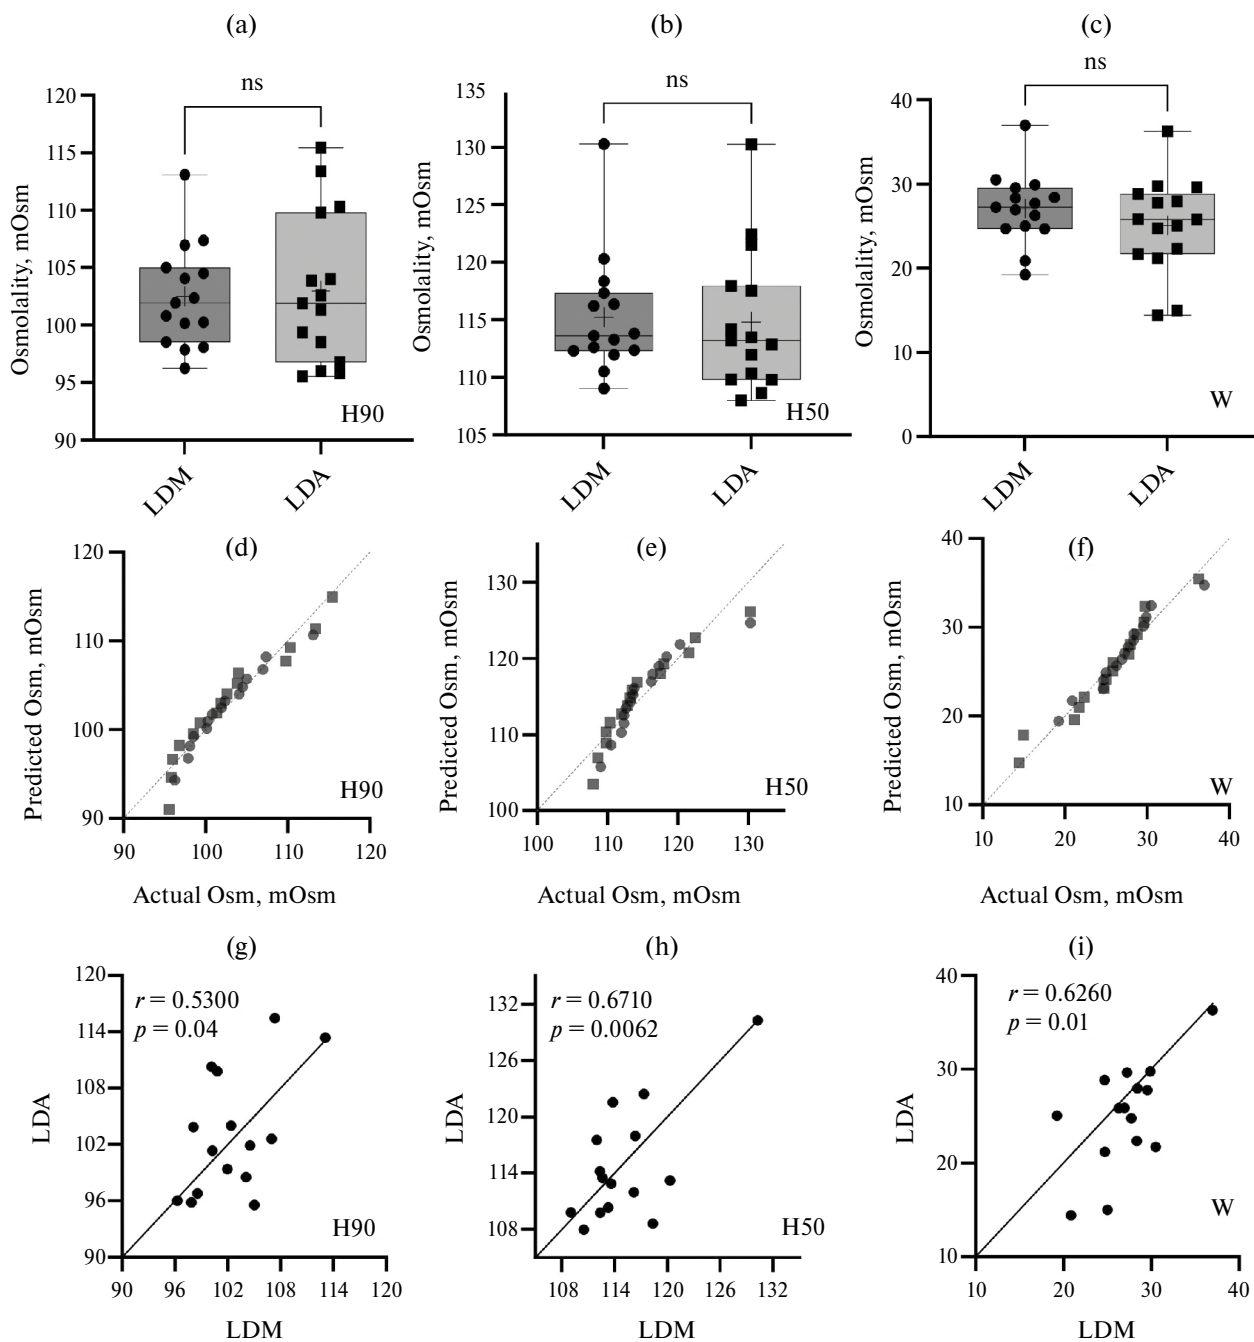 (a)
ns
Osmolality, mOsm
120
115
110
105
100
95
90
H90
LDM
LDA
(b)
ns
Osmolality, mOsm
135
130
125
120
115
110
105
H50
LDM
LDA
(c)
ns
Osmolality, mOsm
40
30
20
10
0
W
LDM
LDA
(d)
Predicted Osm, mOsm
120
110
100
90
H90
90 100 110 120
Actual Osm, mOsm
(e)
Predicted Osm, mOsm
130
120
110
100
H50
100 110 120 130
Actual Osm, mOsm
(f)
Predicted Osm, mOsm
40
30
20
10
W
10 20 30 40
Actual Osm, mOsm
(g)
r = 0.5300
p = 0.04
LDA
120
114
108
102
96
90
H90
90 96 102 108 114 120
LDM
(h)
r = 0.6710
p = 0.0062
LDA
132
126
120
114
108
H50
108 114 120 126 132
LDM
(i)
r = 0.6260
p = 0.01
LDA
40
30
20
10
W
10 20 30 40
LDM